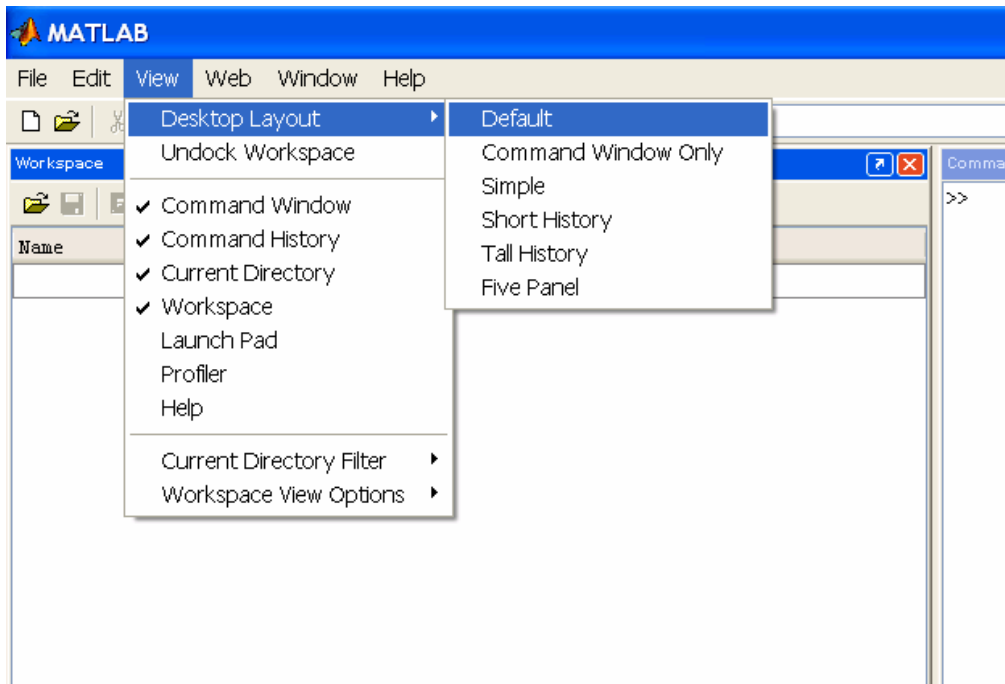 MATLAB
File Edit View Web Window Help
Desktop Layout
Undock Workspace
Command Window
Command History
Current Directory
Workspace
Launch Pad
Profiler
Help
Current Directory Filter
Workspace View Options
Default
Command Window Only
Simple
Short History
Tall History
Five Panel
Workspace
Name
>>